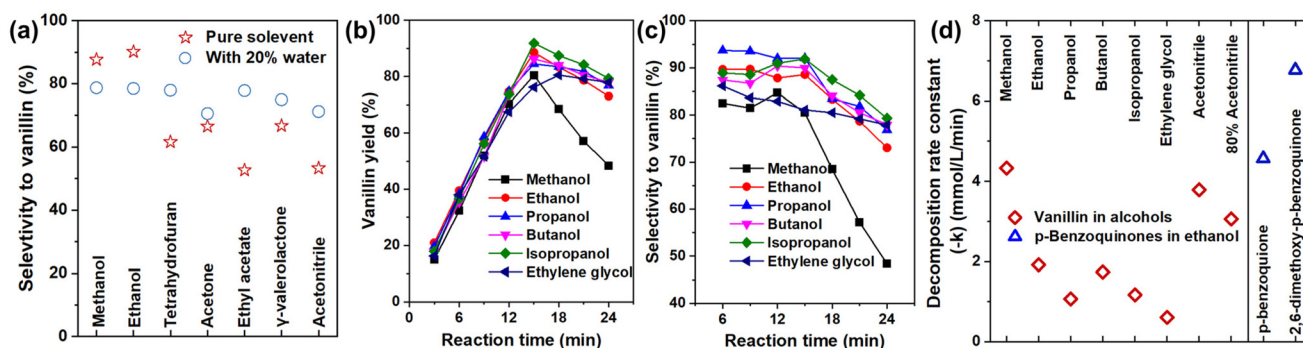 (a)
Pure solevent
With 20% water
Selevtivity to vanillin (%)
100
80
60
40
20
0
Methanol
Ethanol
Tetrahydrofuran
Acetone
Ethyl acetate
γ-valerolactone
Acetonitrile
(b)
Vanillin yield (%)
100
80
60
40
20
0
Methanol
Ethanol
Propanol
Butanol
Isopropanol
Ethylene glycol
0 6 12 18 24
Reaction time (min)
(c)
Selectivity to vanillin (%)
100
90
80
70
60
50
40
Methanol
Ethanol
Propanol
Butanol
Isopropanol
Ethylene glycol
6 9 12 15 18 21 24
Reaction time (min)
(d)
Decomposition rate constant
(-k) (mmol/L/min)
8
6
4
2
0
Methanol
Ethanol
Propanol
Butanol
Isopropanol
Ethylene glycol
Acetonitrile
80% Acetonitrile
Vanillin in alcohols
p-Benzoquinones in ethanol
p-benzoquione
2,6-dimethoxy-p-benzoquinone